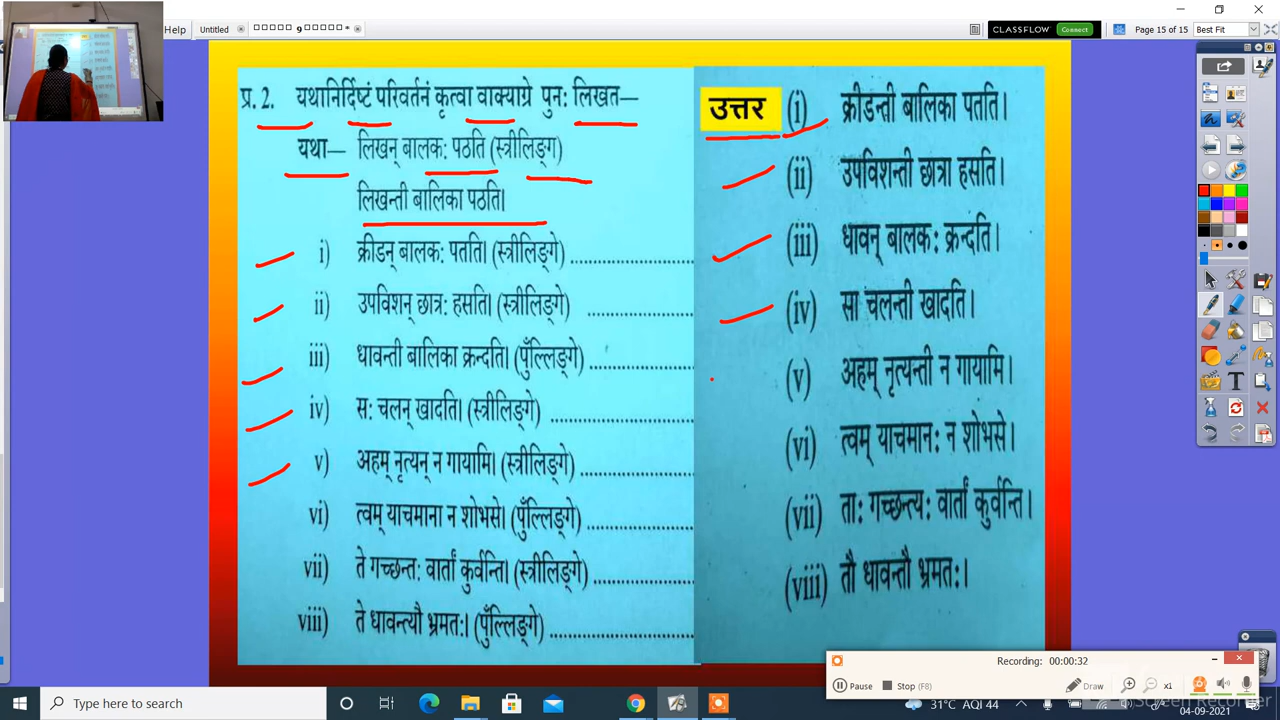 Help
Untitled
9
CLASSFLOW Connect
Page 15 of 15
Best Fit
प्र. 2. यथानिर्दिष्टं परिवर्तनं कृत्वा वाक्याग्रे पुन: लिखत—
यथा— लिखन् बालक: पठति (स्त्रीलिङ्ग)
लिखन्ती बालिका पठति।
i) क्रीडन् बालक: पतति। (स्त्रीलिङ्गे) ..................
ii) उपविशन् छात्र: हसति। (स्त्रीलिङ्गे) ................
iii) धावन्ती बालिका क्रन्दति। (पुँल्लिङ्गे) ................
iv) स: चलन् खादति। (स्त्रीलिङ्गे) ......................
v) अहम् नृत्यन् न गायामि। (स्त्रीलिङ्गे) .................
vi) त्वम् याचमाना न शोभसे। (पुँल्लिङ्गे) ................
vii) ते गच्छन्त: वार्तां कुर्वन्ति। (स्त्रीलिङ्गे) ...............
viii) ते धावन्त्यौ भ्रमत:। (पुँल्लिङ्गे) ......................
उत्तर (i) क्रीडन्ती बालिका पतति।
(ii) उपविशन्ती छात्रा हसति।
(iii) धावन् बालक: क्रन्दति।
(iv) सा चलन्ती खादति।
(v) अहम् नृत्यन्ती न गायामि।
(vi) त्वम् याचमान: न शोभसे।
(vii) ता: गच्छन्त्य: वार्तां कुर्वन्ति।
(viii) तौ धावन्तौ भ्रमत:।
Recording: 00:00:32
Pause Stop (F8) Draw x1
Type here to search
31°C AQI 44
04-09-2021